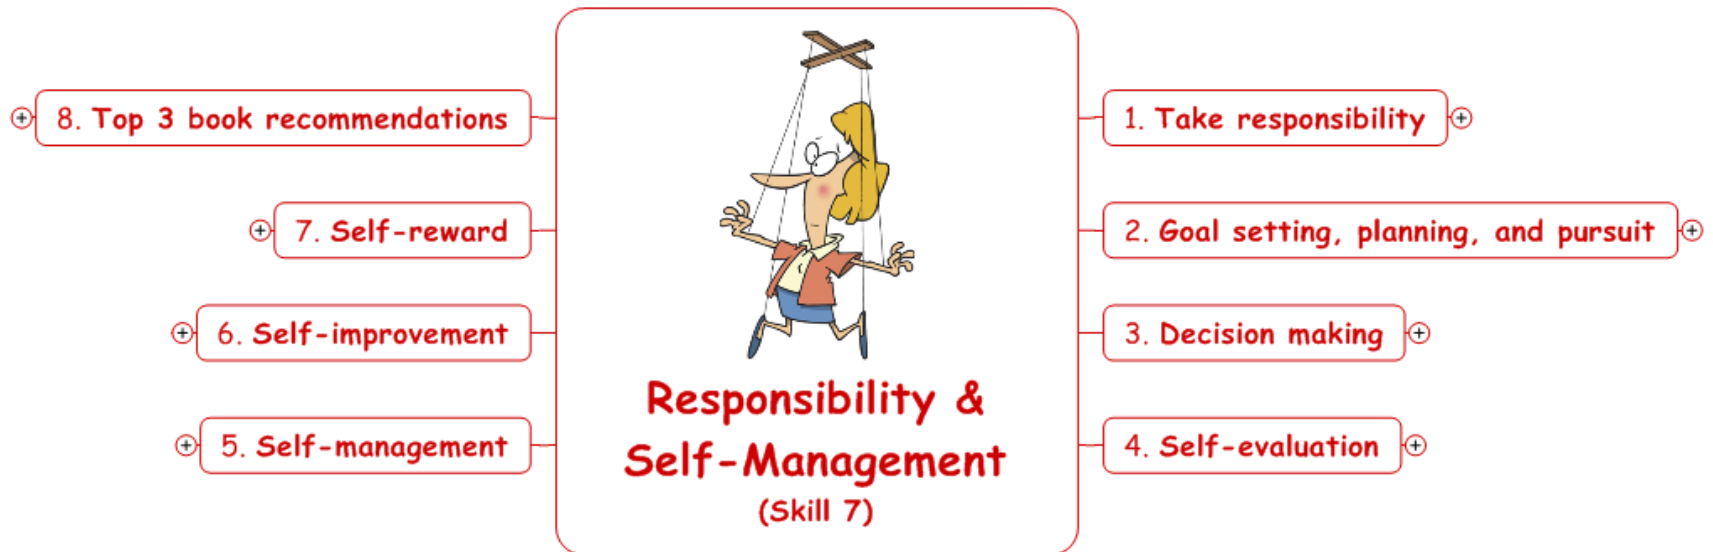 Responsibility &
Self-Management
(Skill 7)
1. Take responsibility
2. Goal setting, planning, and pursuit
3. Decision making
4. Self-evaluation
5. Self-management
6. Self-improvement
7. Self-reward
8. Top 3 book recommendations